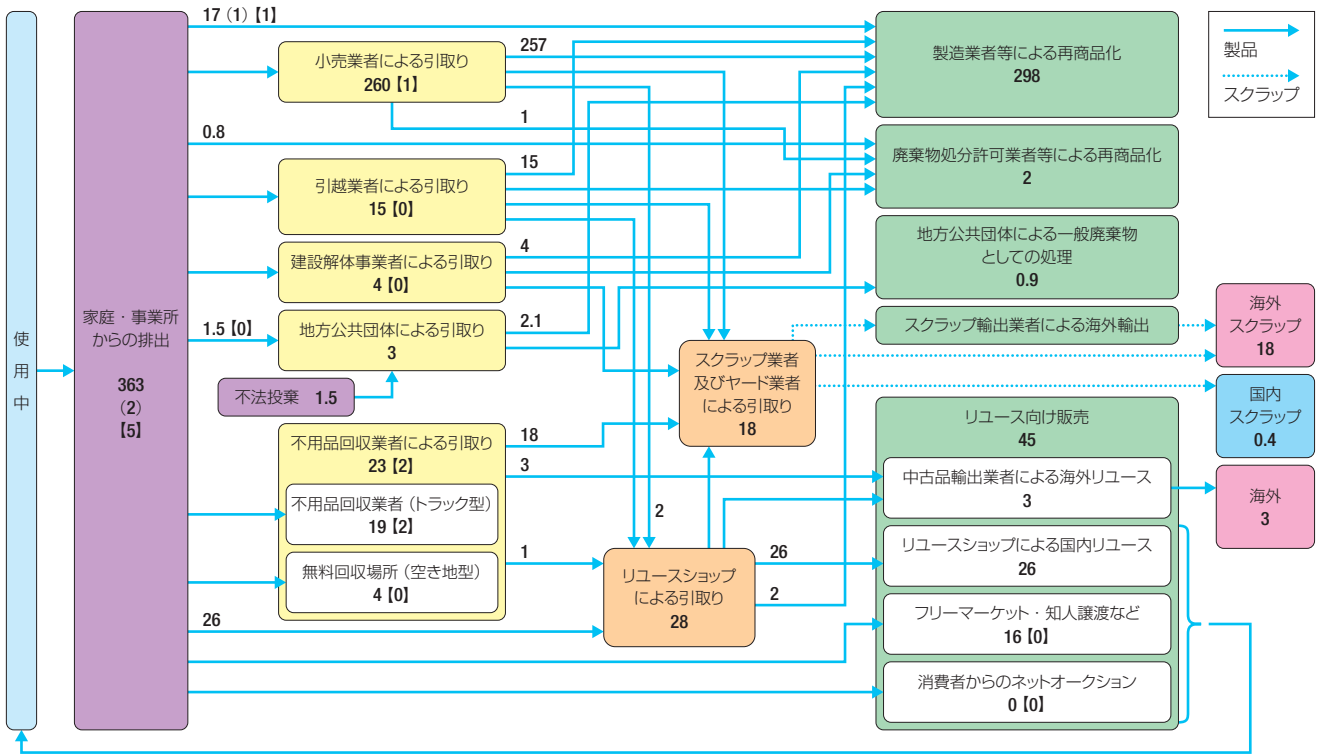 使
用
中
家庭・事業所
からの排出
363
(2)
【5】
17 (1)【1】
小売業者による引取り
260【1】
257
1
0.8
引越業者による引取り
15【0】
15
建設解体事業者による引取り
4【0】
4
1.5【0】
地方公共団体による引取り
3
2.1
不法投棄 1.5
不用品回収業者による引取り
23【2】
不用品回収業者（トラック型）
19【2】
無料回収場所（空き地型）
4【0】
18
3
1
26
2
スクラップ業者
及びヤード業者
による引取り
18
リユースショップ
による引取り
28
26
2
製造業者等による再商品化
298
廃棄物処分許可業者等による再商品化
2
地方公共団体による一般廃棄物
としての処理
0.9
スクラップ輸出業者による海外輸出
リユース向け販売
45
中古品輸出業者による海外リユース
3
リユースショップによる国内リユース
26
フリーマーケット・知人譲渡など
16【0】
消費者からのネットオークション
0【0】
製品
スクラップ
海外
スクラップ
18
国内
スクラップ
0.4
海外
3